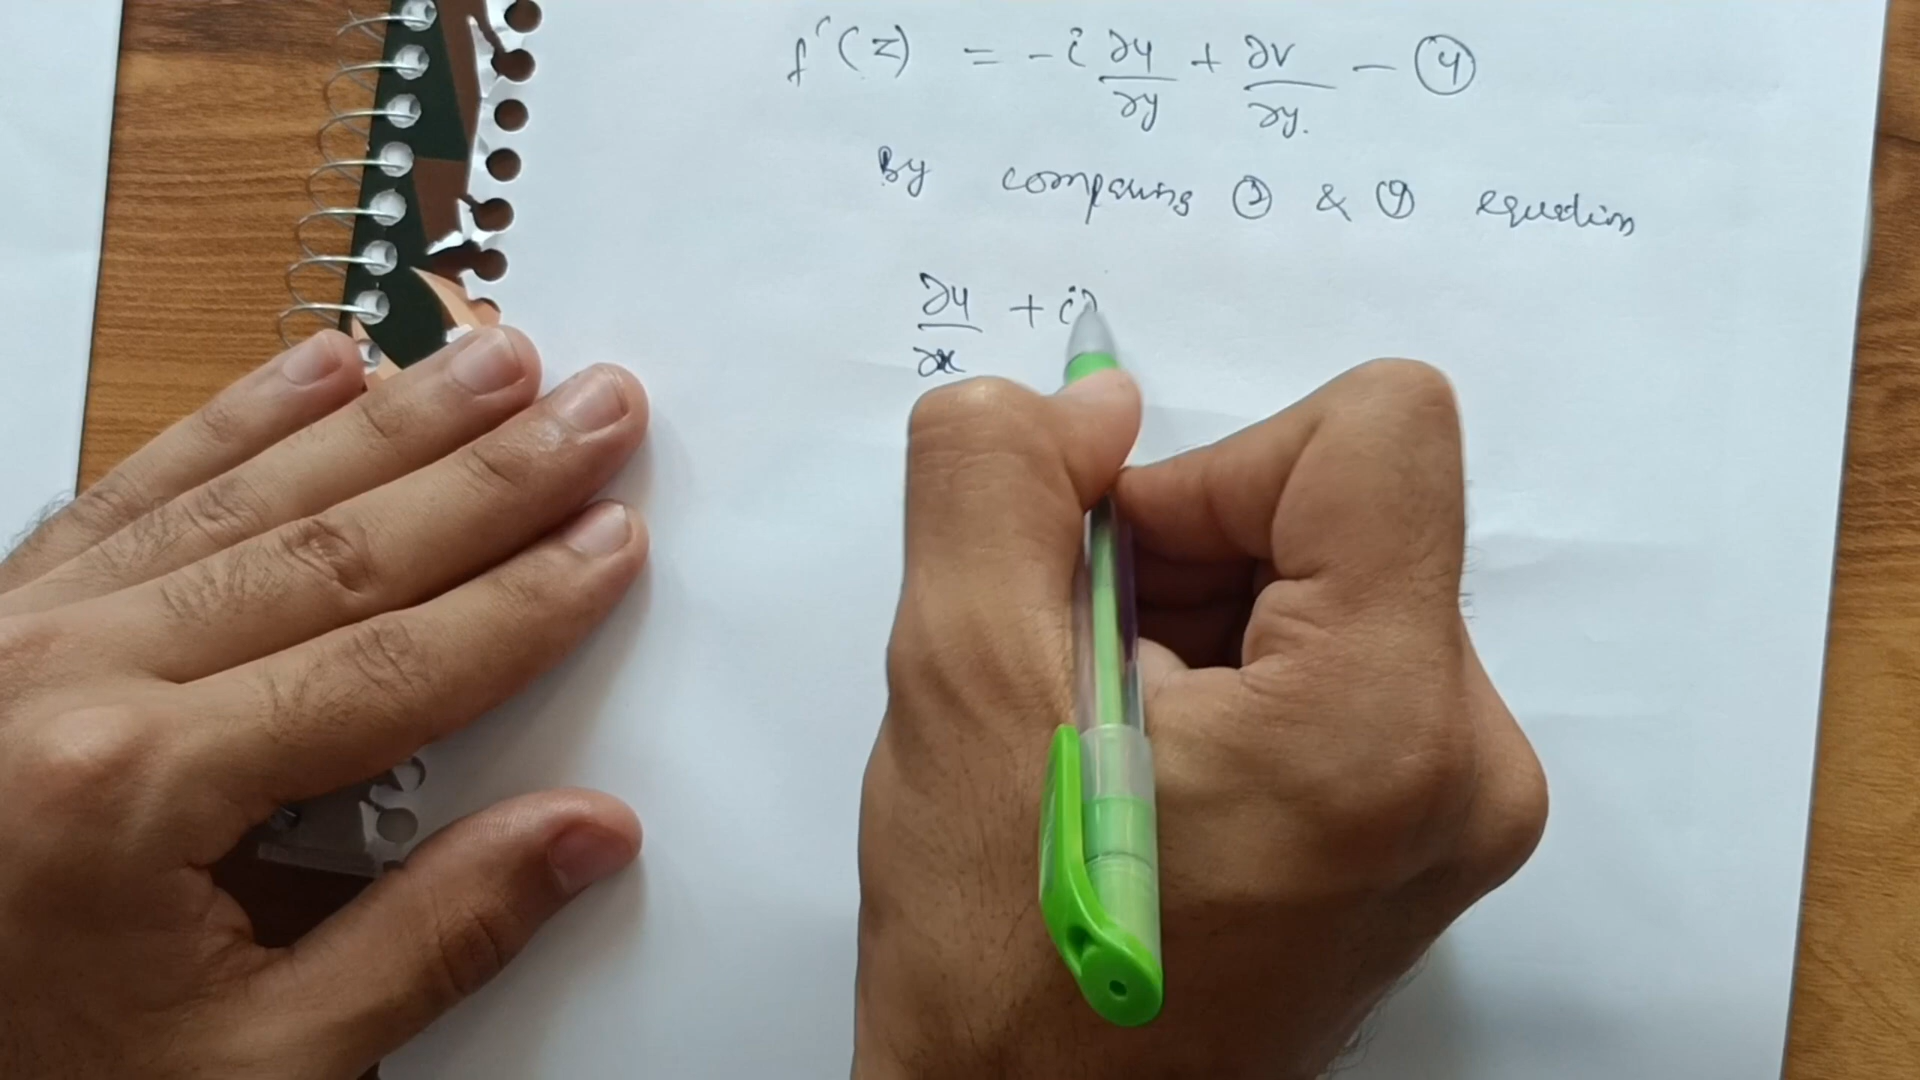 f'(z) = -i ∂u/∂y + ∂v/∂y. - ④
By comparing ③ & ④ equation
∂u/∂x + i∂